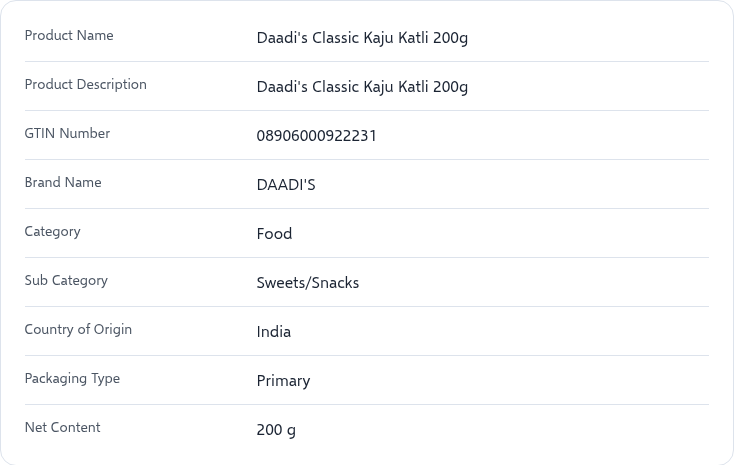 Product Name Daadi's Classic Kaju Katli 200g
Product Description Daadi's Classic Kaju Katli 200g
GTIN Number 08906000922231
Brand Name DAADI'S
Category Food
Sub Category Sweets/Snacks
Country of Origin India
Packaging Type Primary
Net Content 200 g